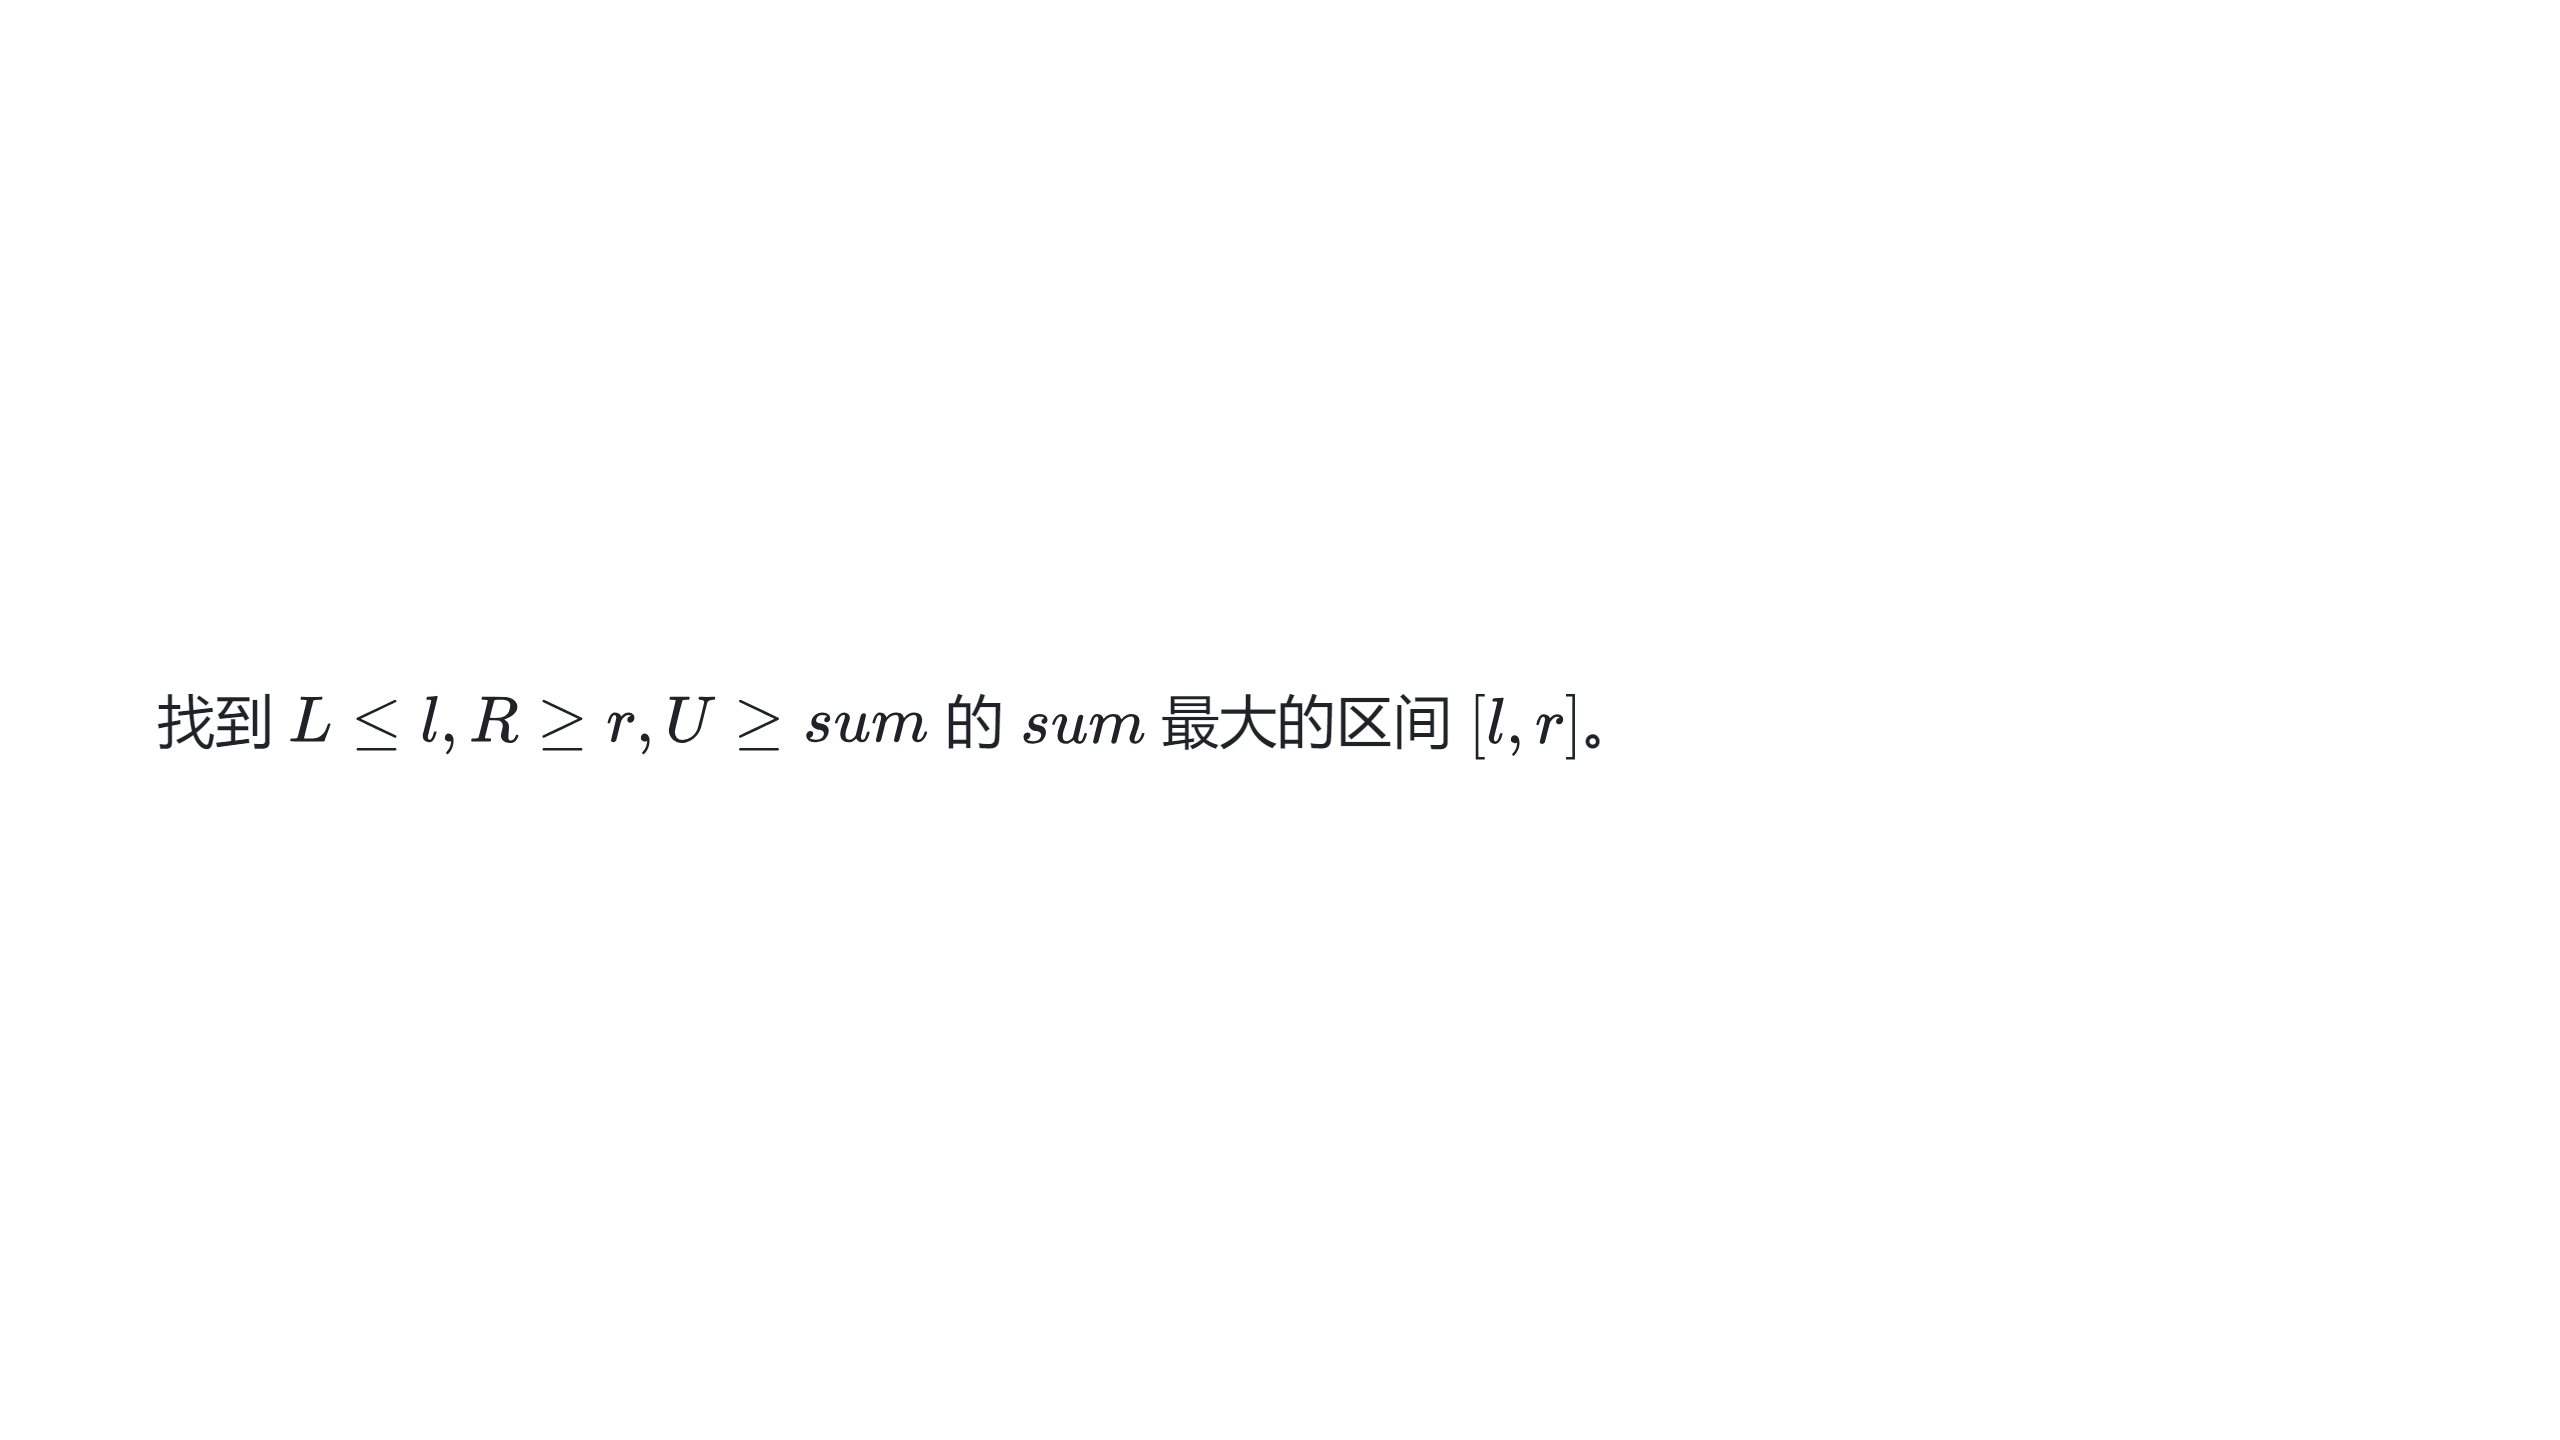 找到 L ≤ l, R ≥ r, U ≥ sum 的 sum 最大的区间 [l, r]。